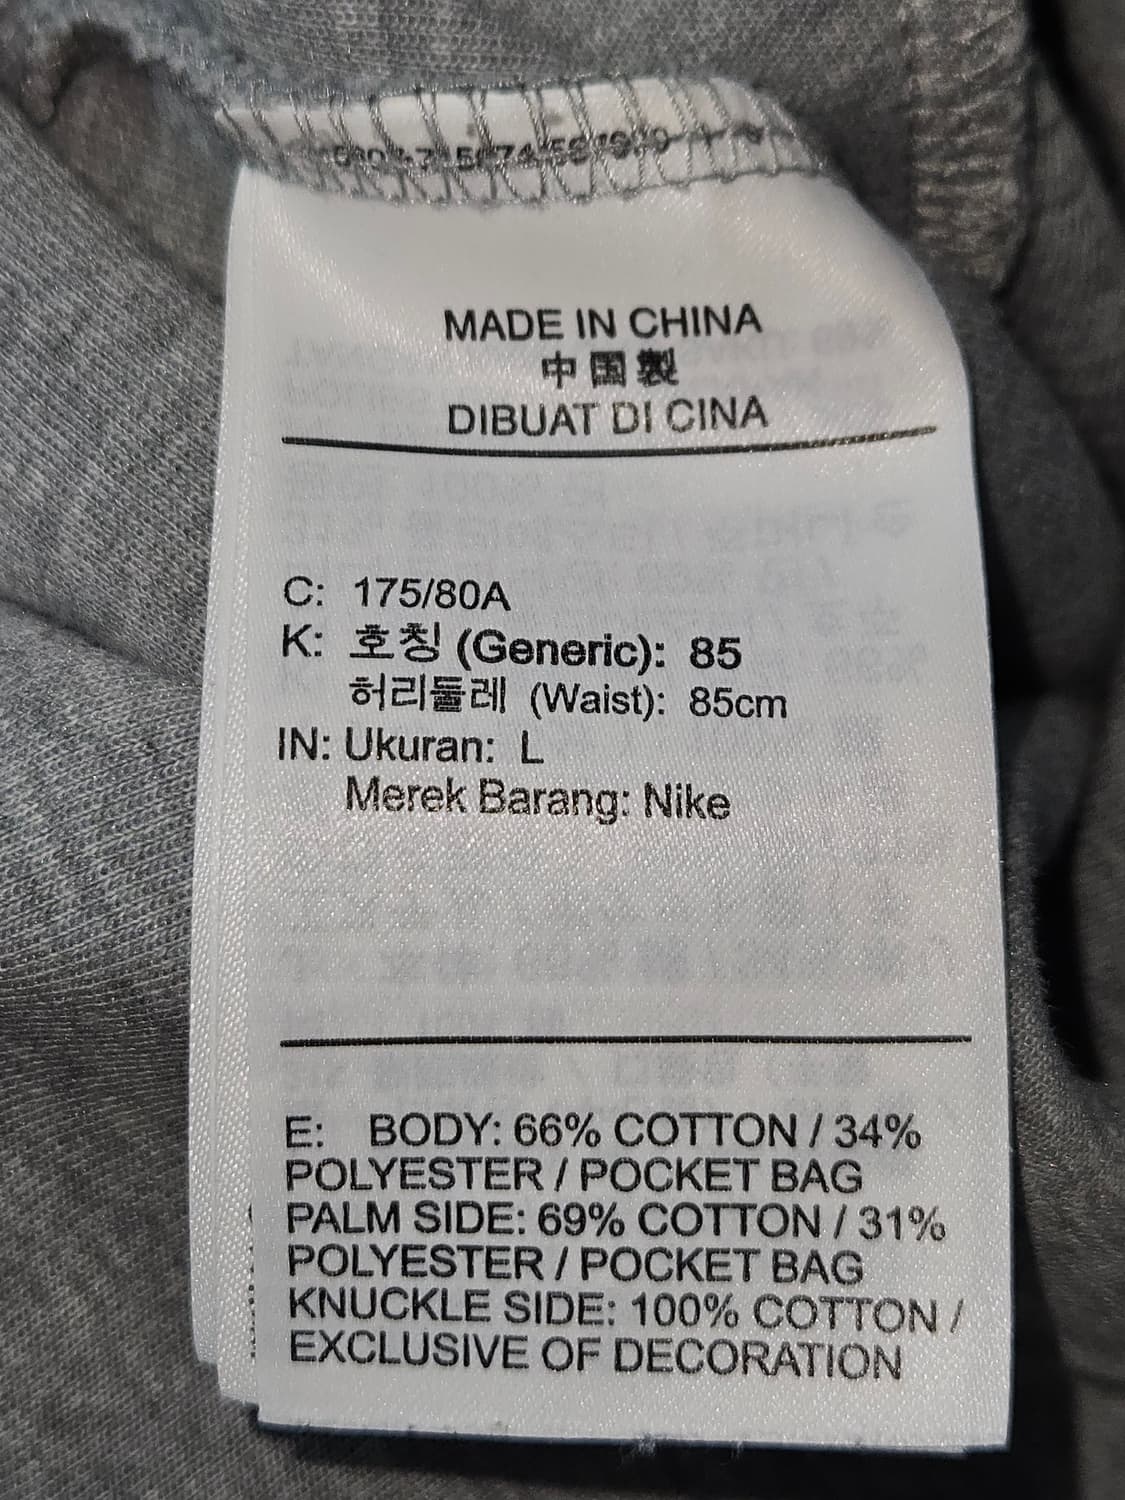 MADE IN CHINA
中国製
DIBUAT DI CINA
C: 175/80A
K: 호칭 (Generic): 85
허리둘레 (Waist): 85cm
IN: Ukuran: L
Merek Barang: Nike
E: BODY: 66% COTTON / 34%
POLYESTER / POCKET BAG
PALM SIDE: 69% COTTON / 31%
POLYESTER / POCKET BAG
KNUCKLE SIDE: 100% COTTON /
EXCLUSIVE OF DECORATION